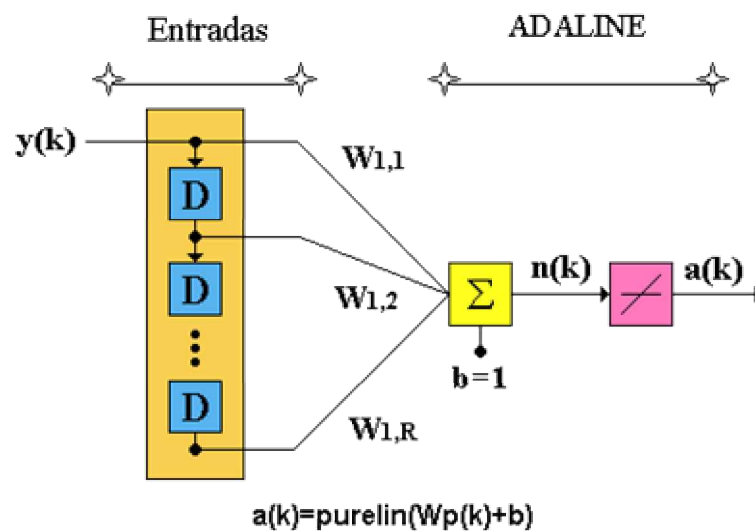 Entradas
ADALINE
y(k)
W1,1
D
D
W1,2
Σ
n(k)
a(k)
b=1
D
W1,R
a(k)=purelin(Wp(k)+b)